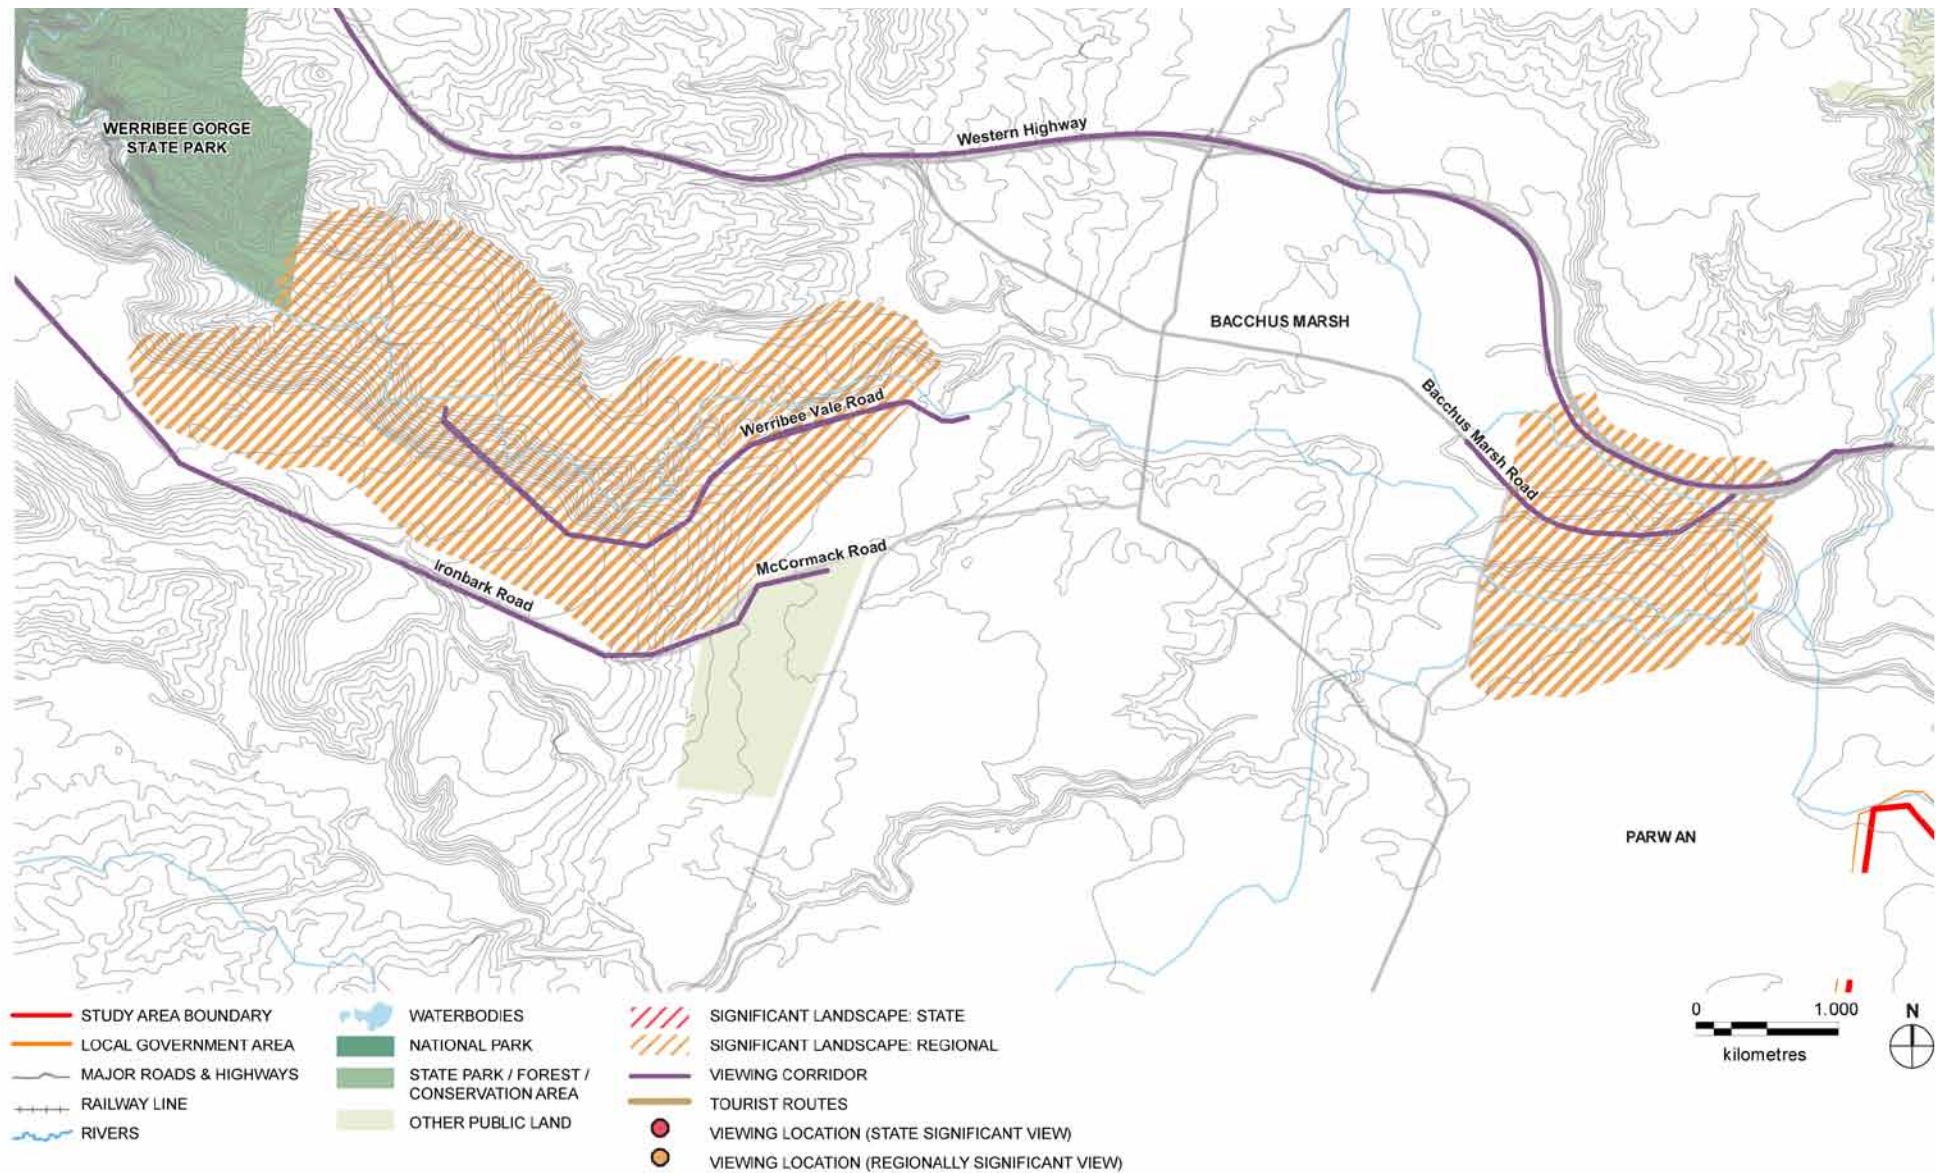 WERRIBEE GORGE
STATE PARK
Western Highway
BACCHUS MARSH
Bacchus Marsh Road
Werribee Vale Road
McCormack Road
Ironbark Road
PARWAN
STUDY AREA BOUNDARY
LOCAL GOVERNMENT AREA
MAJOR ROADS & HIGHWAYS
RAILWAY LINE
RIVERS
WATERBODIES
NATIONAL PARK
STATE PARK / FOREST /
CONSERVATION AREA
OTHER PUBLIC LAND
SIGNIFICANT LANDSCAPE: STATE
SIGNIFICANT LANDSCAPE: REGIONAL
VIEWING CORRIDOR
TOURIST ROUTES
VIEWING LOCATION (STATE SIGNIFICANT VIEW)
VIEWING LOCATION (REGIONALLY SIGNIFICANT VIEW)
0 1.000
kilometres
N